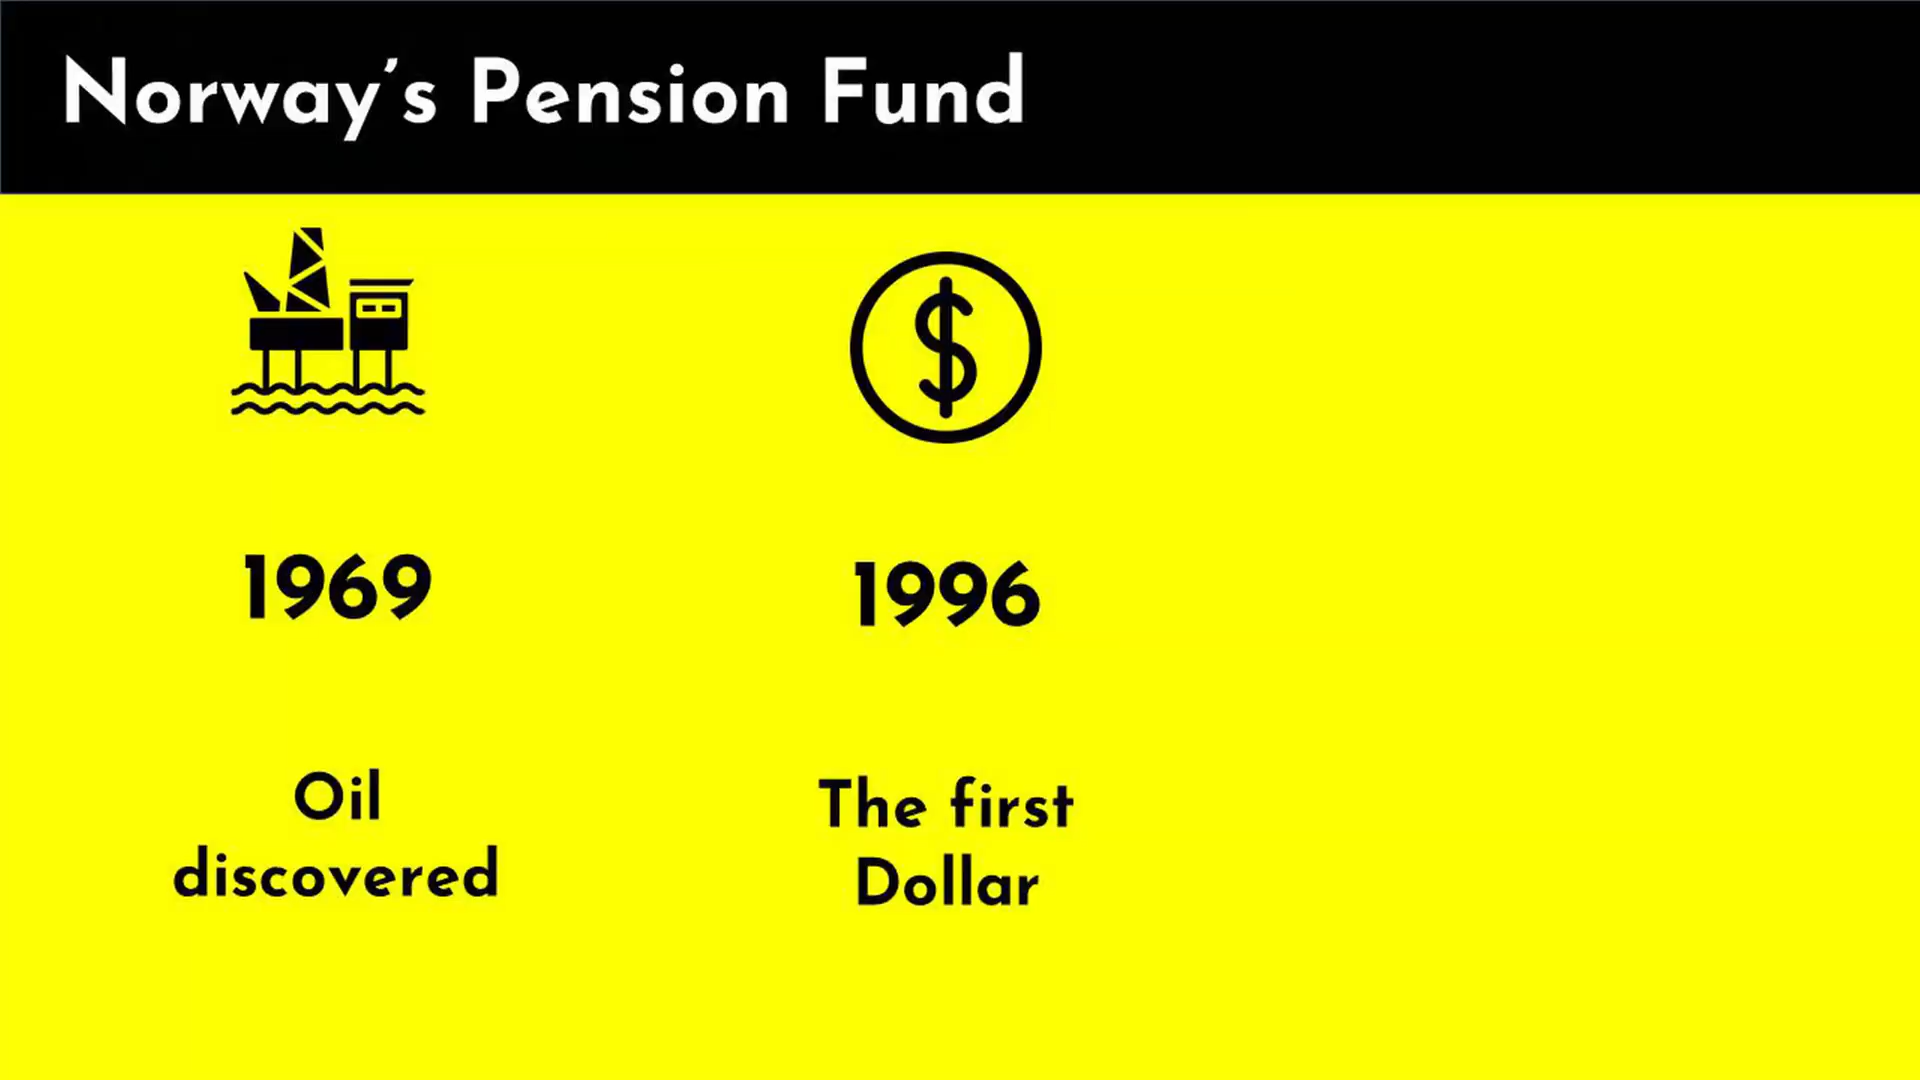 Norway’s Pension Fund
$
1969
1996
Oil
discovered
The first
Dollar